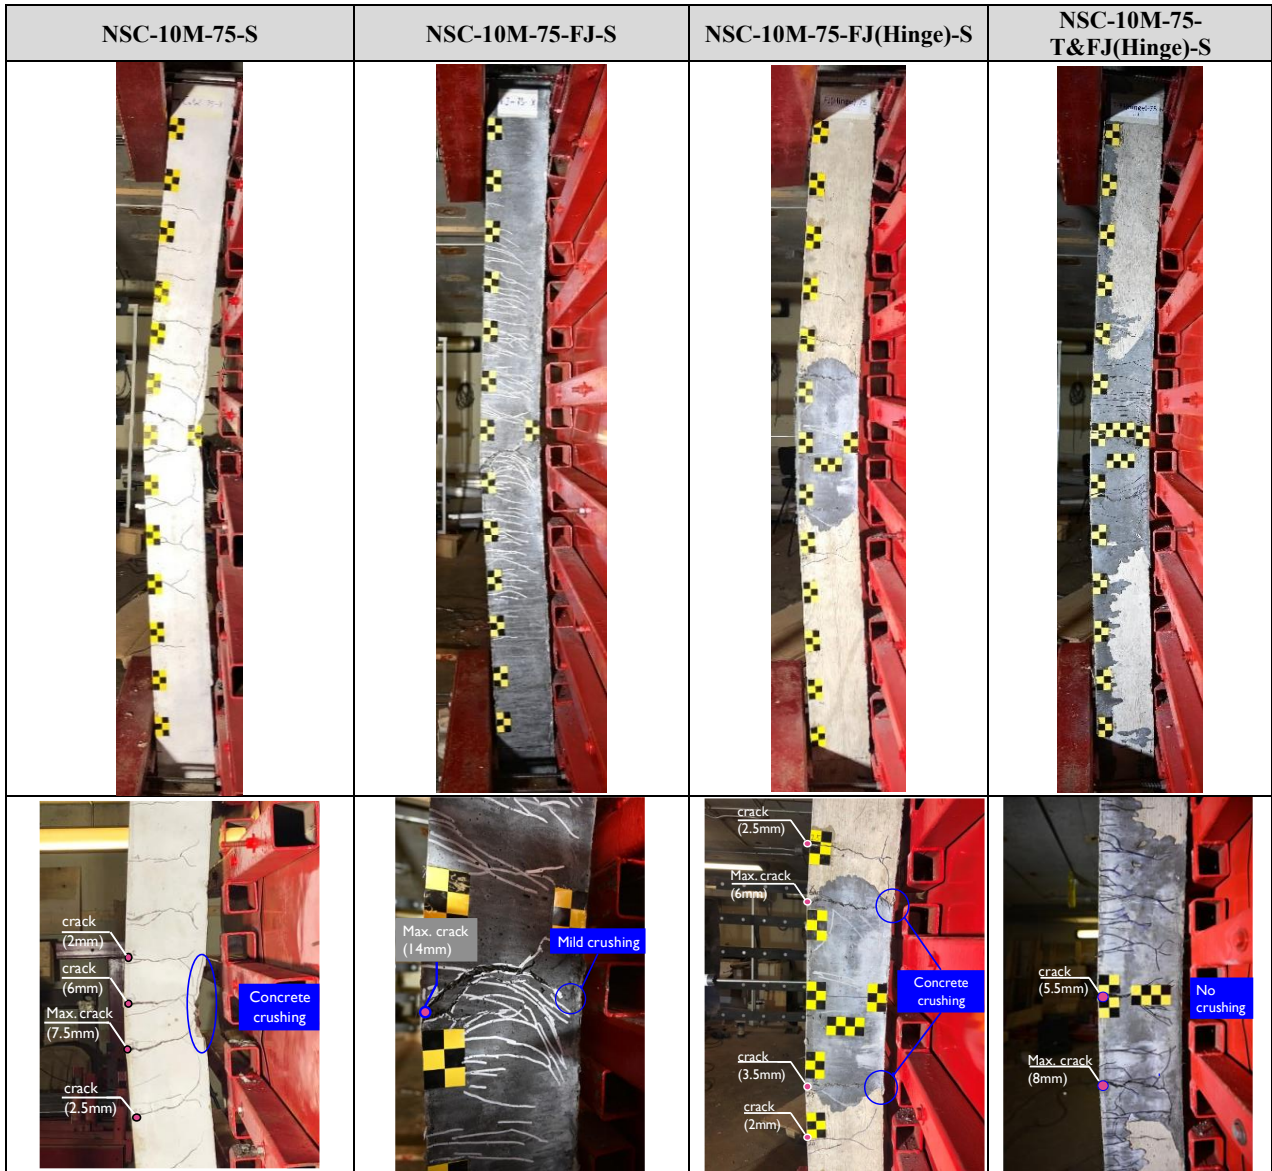 NSC-10M-75-S
NSC-10M-75-FJ-S
NSC-10M-75-FJ(Hinge)-S
NSC-10M-75-
T&FJ(Hinge)-S
crack
(2mm)
crack
(6mm)
Max. crack
(7.5mm)
crack
(2.5mm)
Concrete
crushing
Max. crack
(14mm)
Mild crushing
crack
(2.5mm)
Max. crack
(6mm)
Concrete
crushing
crack
(3.5mm)
crack
(2mm)
crack
(5.5mm)
No
crushing
Max. crack
(8mm)